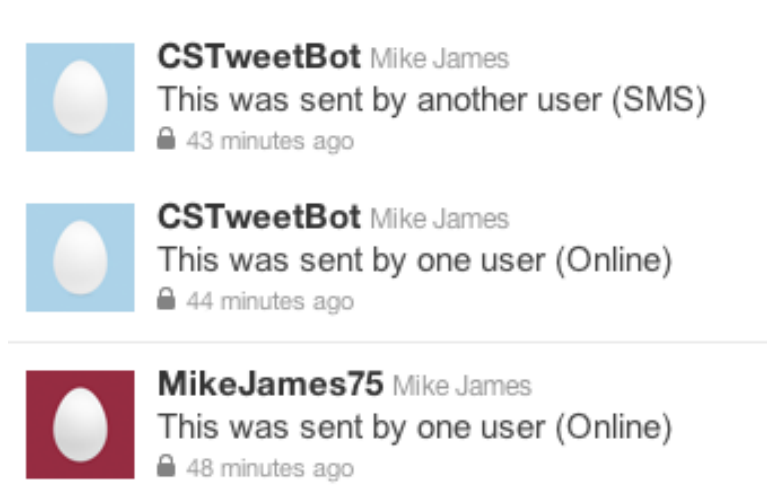 CSTweetBot Mike James
This was sent by another user (SMS)
43 minutes ago
CSTweetBot Mike James
This was sent by one user (Online)
44 minutes ago
MikeJames75 Mike James
This was sent by one user (Online)
48 minutes ago